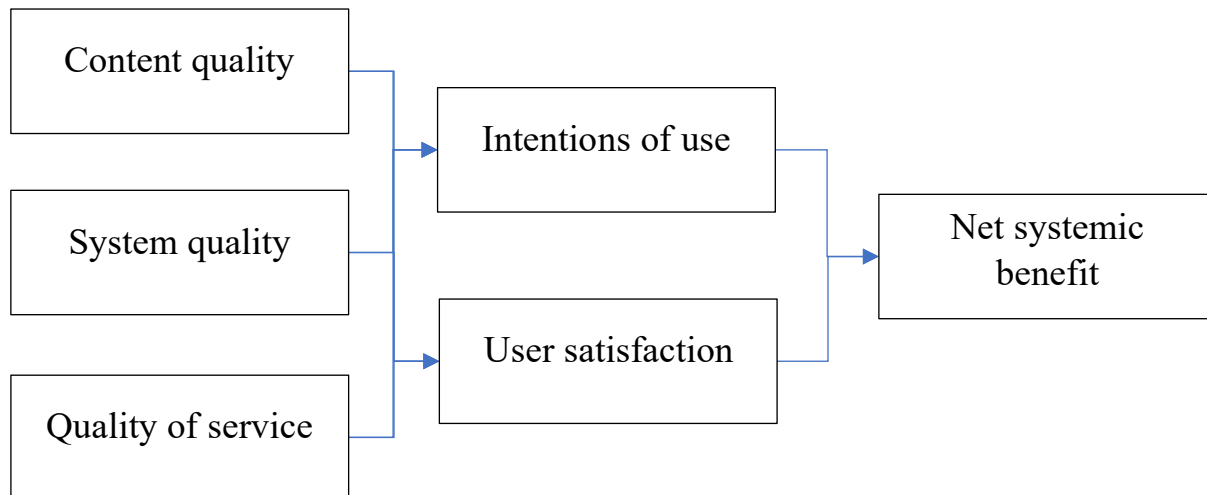 Content quality
System quality
Quality of service
Intentions of use
User satisfaction
Net systemic
benefit